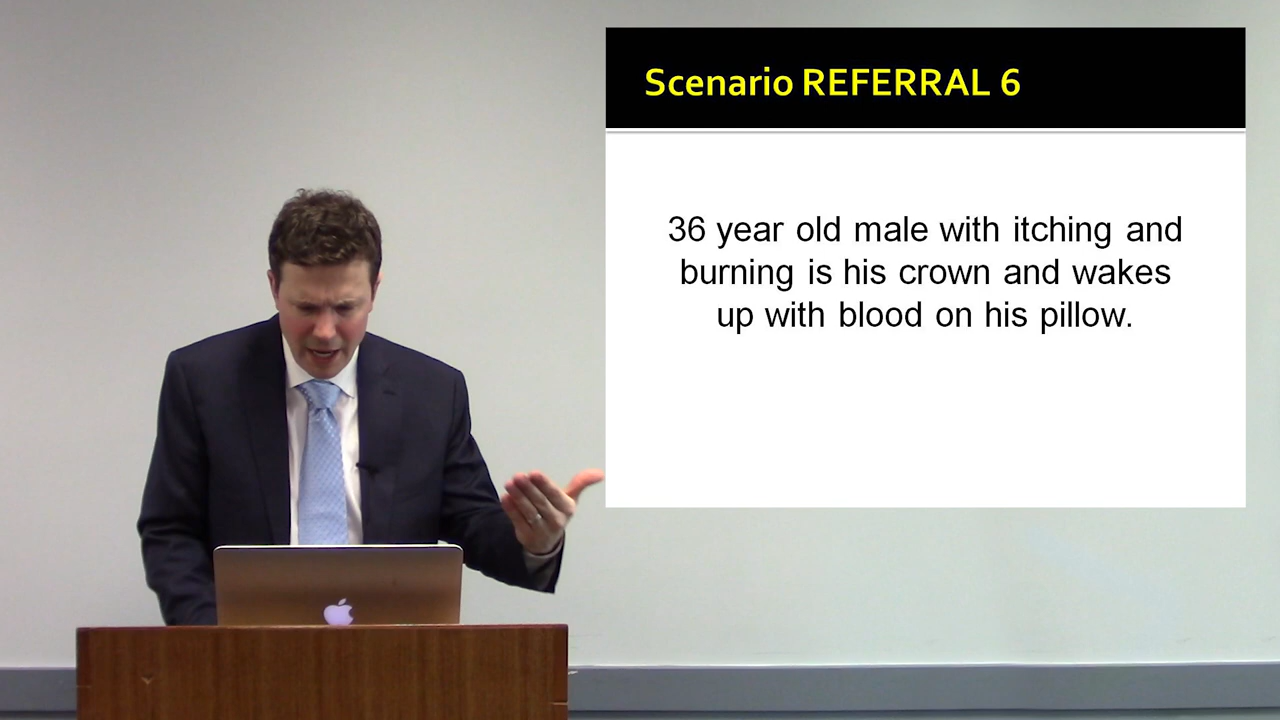 Scenario REFERRAL 6
36 year old male with itching and
burning is his crown and wakes
up with blood on his pillow.